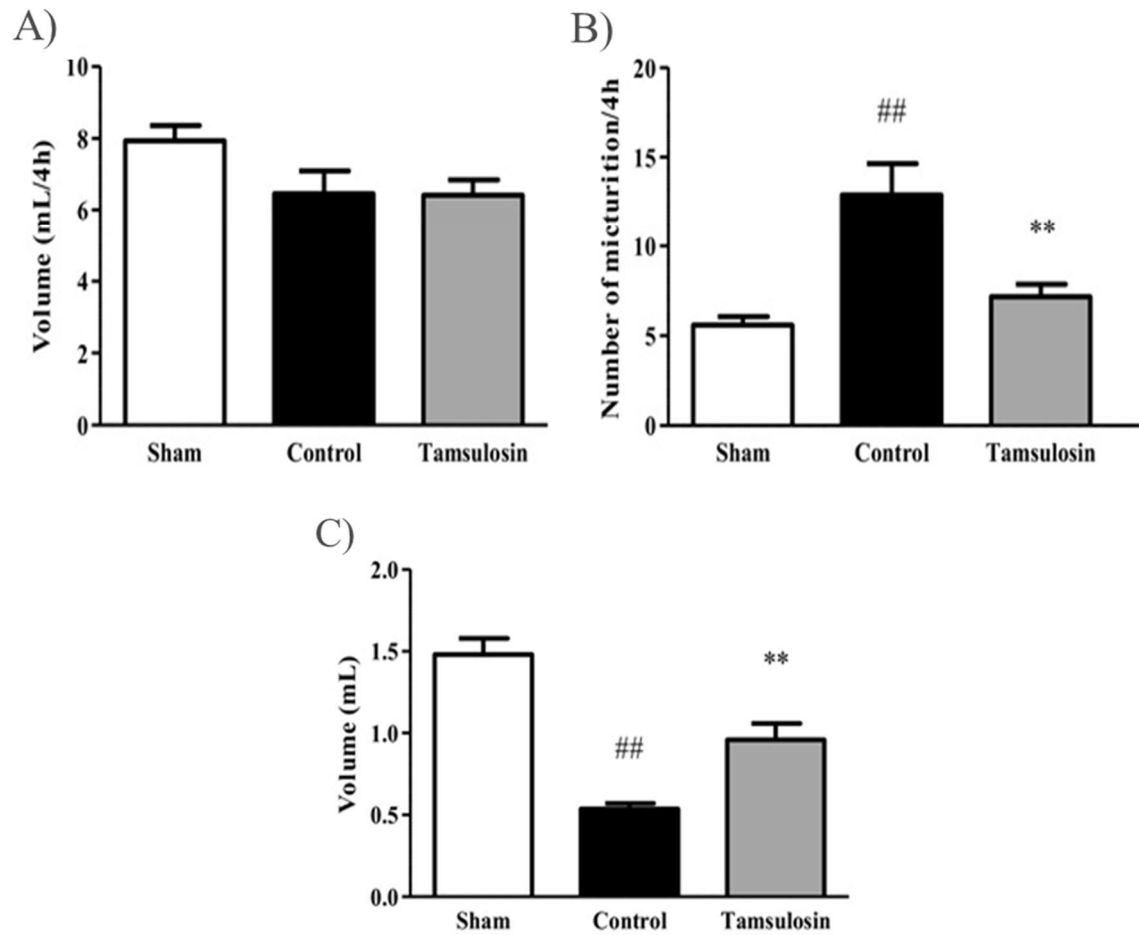 A)
10
8
6
4
2
0
Volume (mL/4h)
Sham Control Tamsulosin
B)
20
15
10
5
0
Number of micturition/4h
##
**
Sham Control Tamsulosin
C)
2.0
1.5
1.0
0.5
0.0
Volume (mL)
##
**
Sham Control Tamsulosin